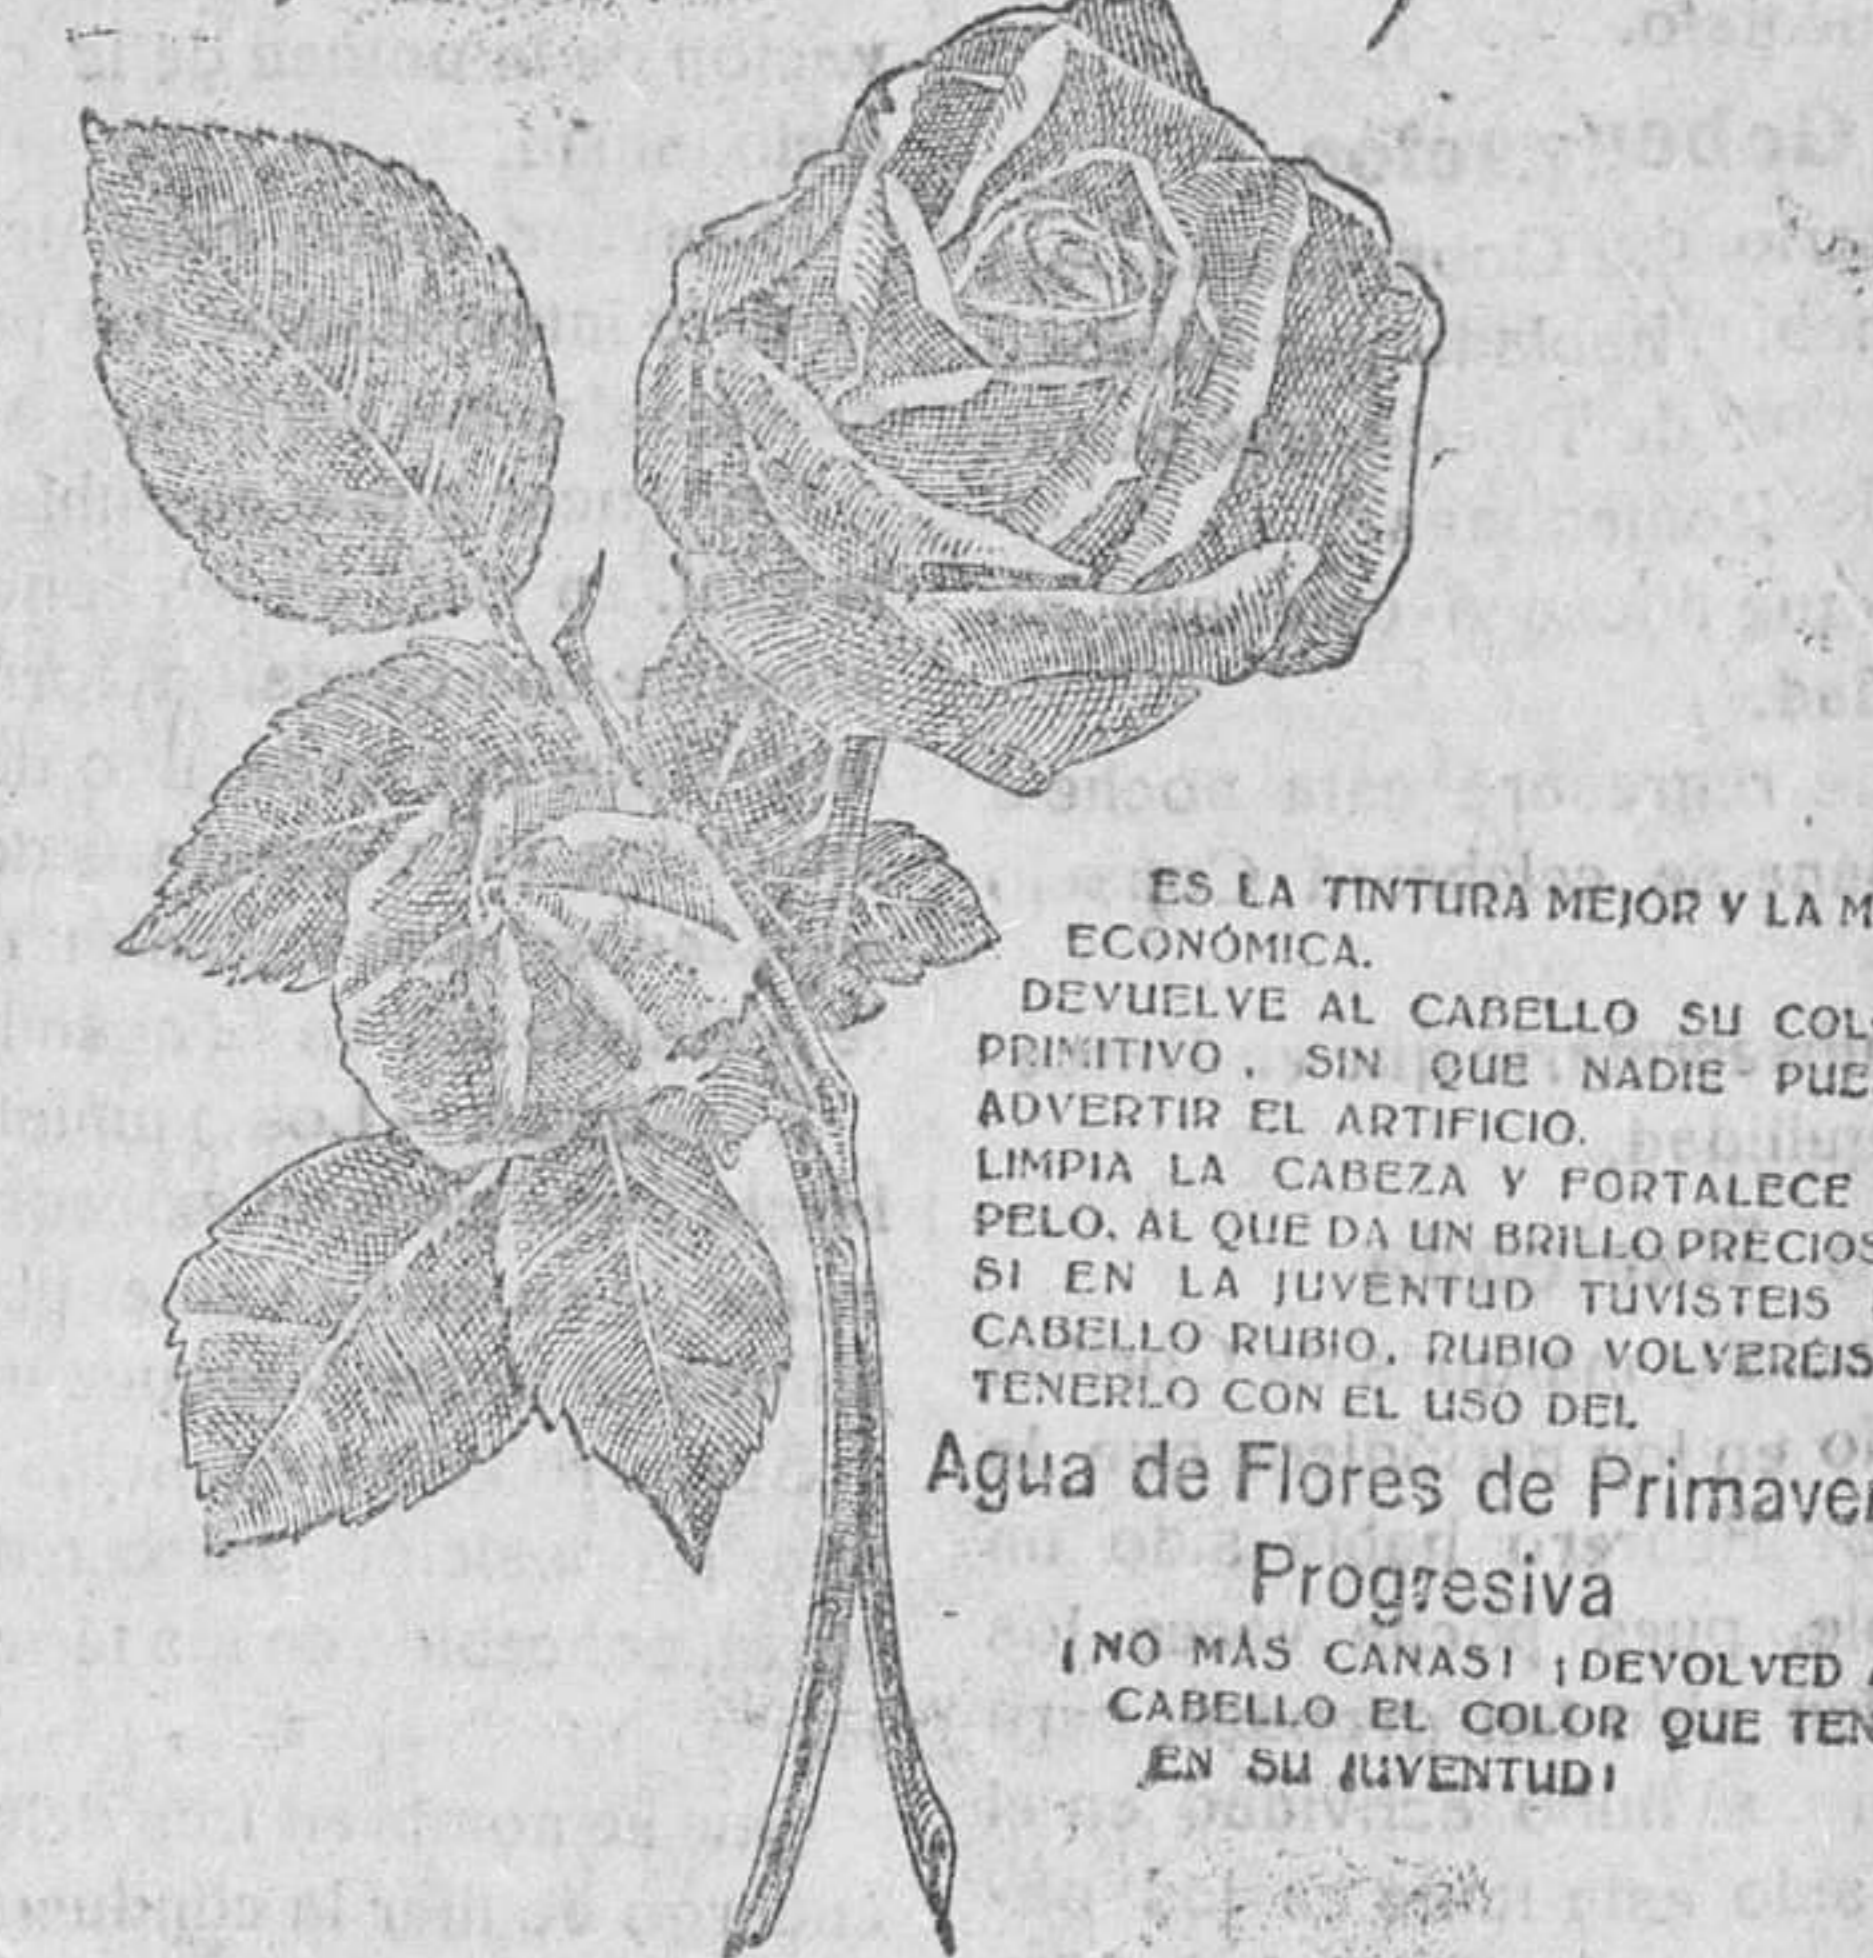 ES LA TINTURA MEJOR Y LA M
ECONÓMICA.
DEVUELVE AL CABELLO SU COL
PRIMITIVO, SIN QUE NADIE PUE
ADVERTIR EL ARTIFICIO.
LIMPIA LA CABEZA Y FORTALECE
PELO, AL QUE DA UN BRILLO PRECIOS
SI EN LA JUVENTUD TUVÍSTEIS
CABELLO RUBIO, RUBIO VOLVERÉIS
TENERLO CON EL USO DEL
Agua de Flores de Primaver
Progresiva
¡NO MÁS CANAS! ¡DEVOLVED A
CABELLO EL COLOR QUE TEN
EN SU JUVENTUD!